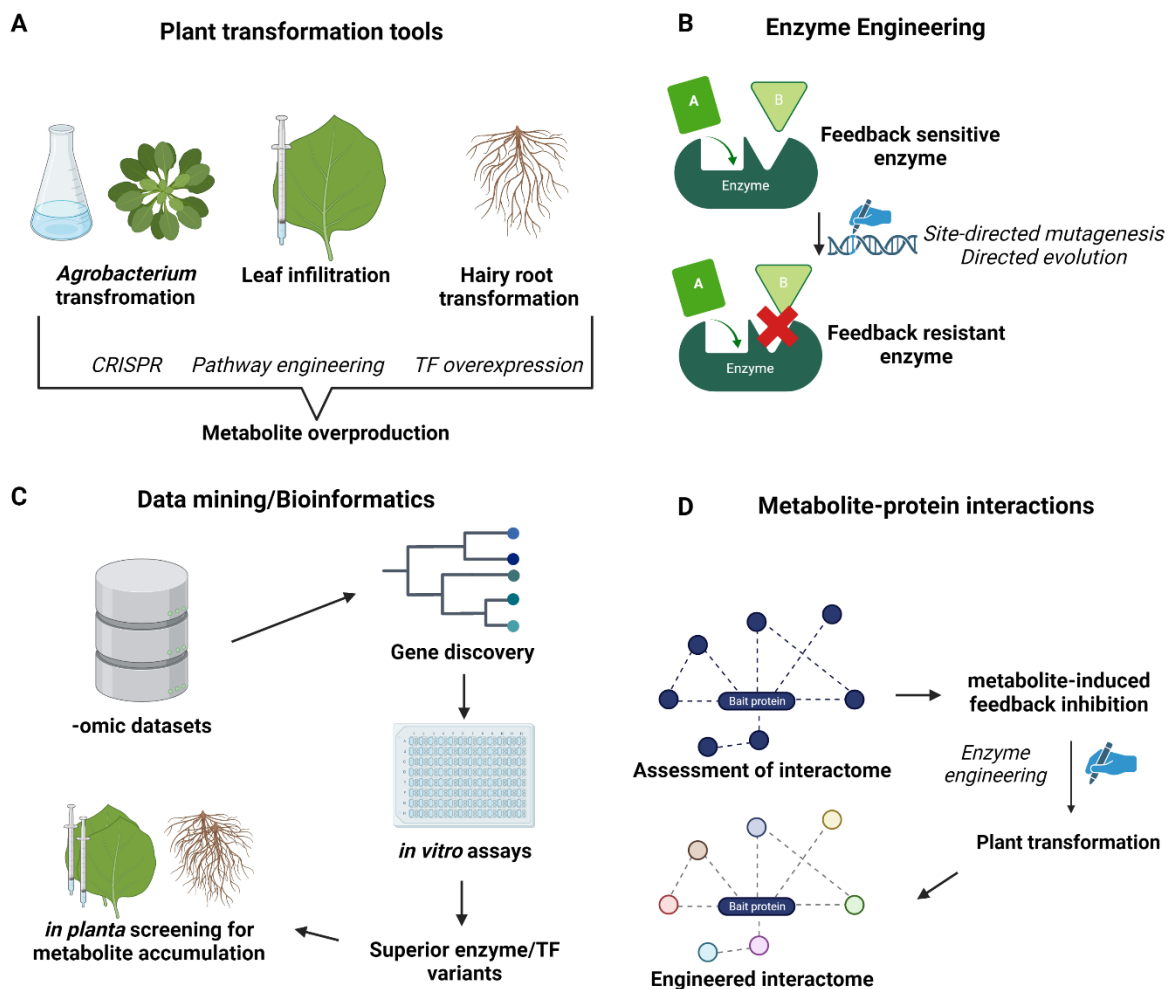 A
Plant transformation tools
Agrobacterium
transfromation
Leaf infilitration
Hairy root
transformation
CRISPR
Pathway engineering
TF overexpression
Metabolite overproduction
B
Enzyme Engineering
A
B
Enzyme
Feedback sensitive
enzyme
Site-directed mutagenesis
Directed evolution
A
B
Enzyme
Feedback resistant
enzyme
C
Data mining/Bioinformatics
-omic datasets
Gene discovery
in vitro assays
Superior enzyme/TF
variants
in planta screening for
metabolite accumulation
D
Metabolite-protein interactions
Bait protein
Assessment of interactome
metabolite-induced
feedback inhibition
Enzyme
engineering
Plant transformation
Bait protein
Engineered interactome